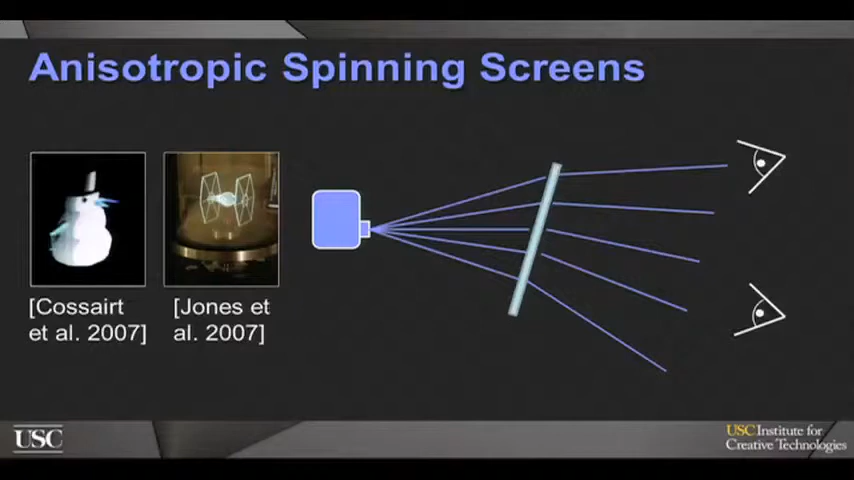 Anisotropic Spinning Screens
[Cossairt
et al. 2007]
[Jones et
al. 2007]
USC
USC Institute for
Creative Technologies